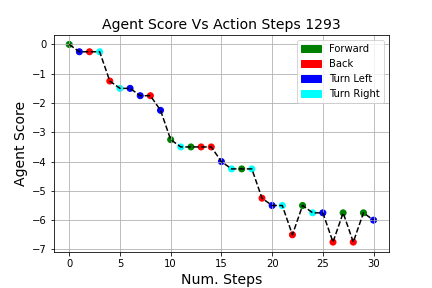 Agent Score Vs Action Steps 1293
Agent Score
0
−1
−2
−3
−4
−5
−6
−7
Forward
Back
Turn Left
Turn Right
0 5 10 15 20 25 30
Num. Steps